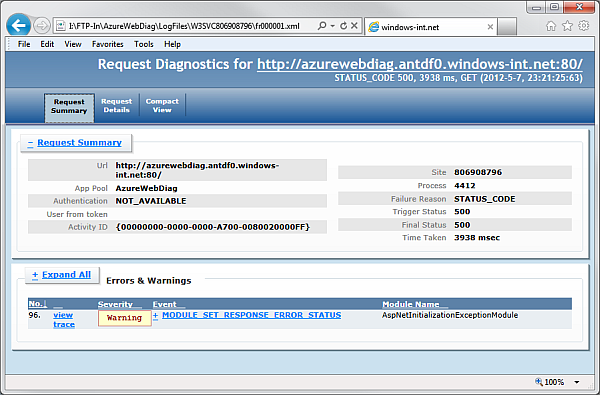 1:\FTP-In\AzureWebDiag\LogFiles\W3SVC806908796\fr000001.xml
windows-int.net
File Edit View Favorites Tools Help
Request Diagnostics for http://azurewebdiag.antdf0.windows-int.net:80/
STATUS_CODE 500, 3938 ms, GET (2012-5-7, 23:21:25:63)
Request Summary
Request Details
Compact View
− Request Summary
Url http://azurewebdiag.antdf0.windows-
int.net:80/
App Pool AzureWebDiag
Authentication NOT_AVAILABLE
User from token
Activity ID {00000000-0000-0000-A700-0080020000FF}
Site 806908796
Process 4412
Failure Reason STATUS_CODE
Trigger Status 500
Final Status 500
Time Taken 3938 msec
+ Expand All
Errors & Warnings
No.↓ Severity Event Module Name
96. view trace Warning + MODULE_SET_RESPONSE_ERROR_STATUS AspNetInitializationExceptionModule
100%